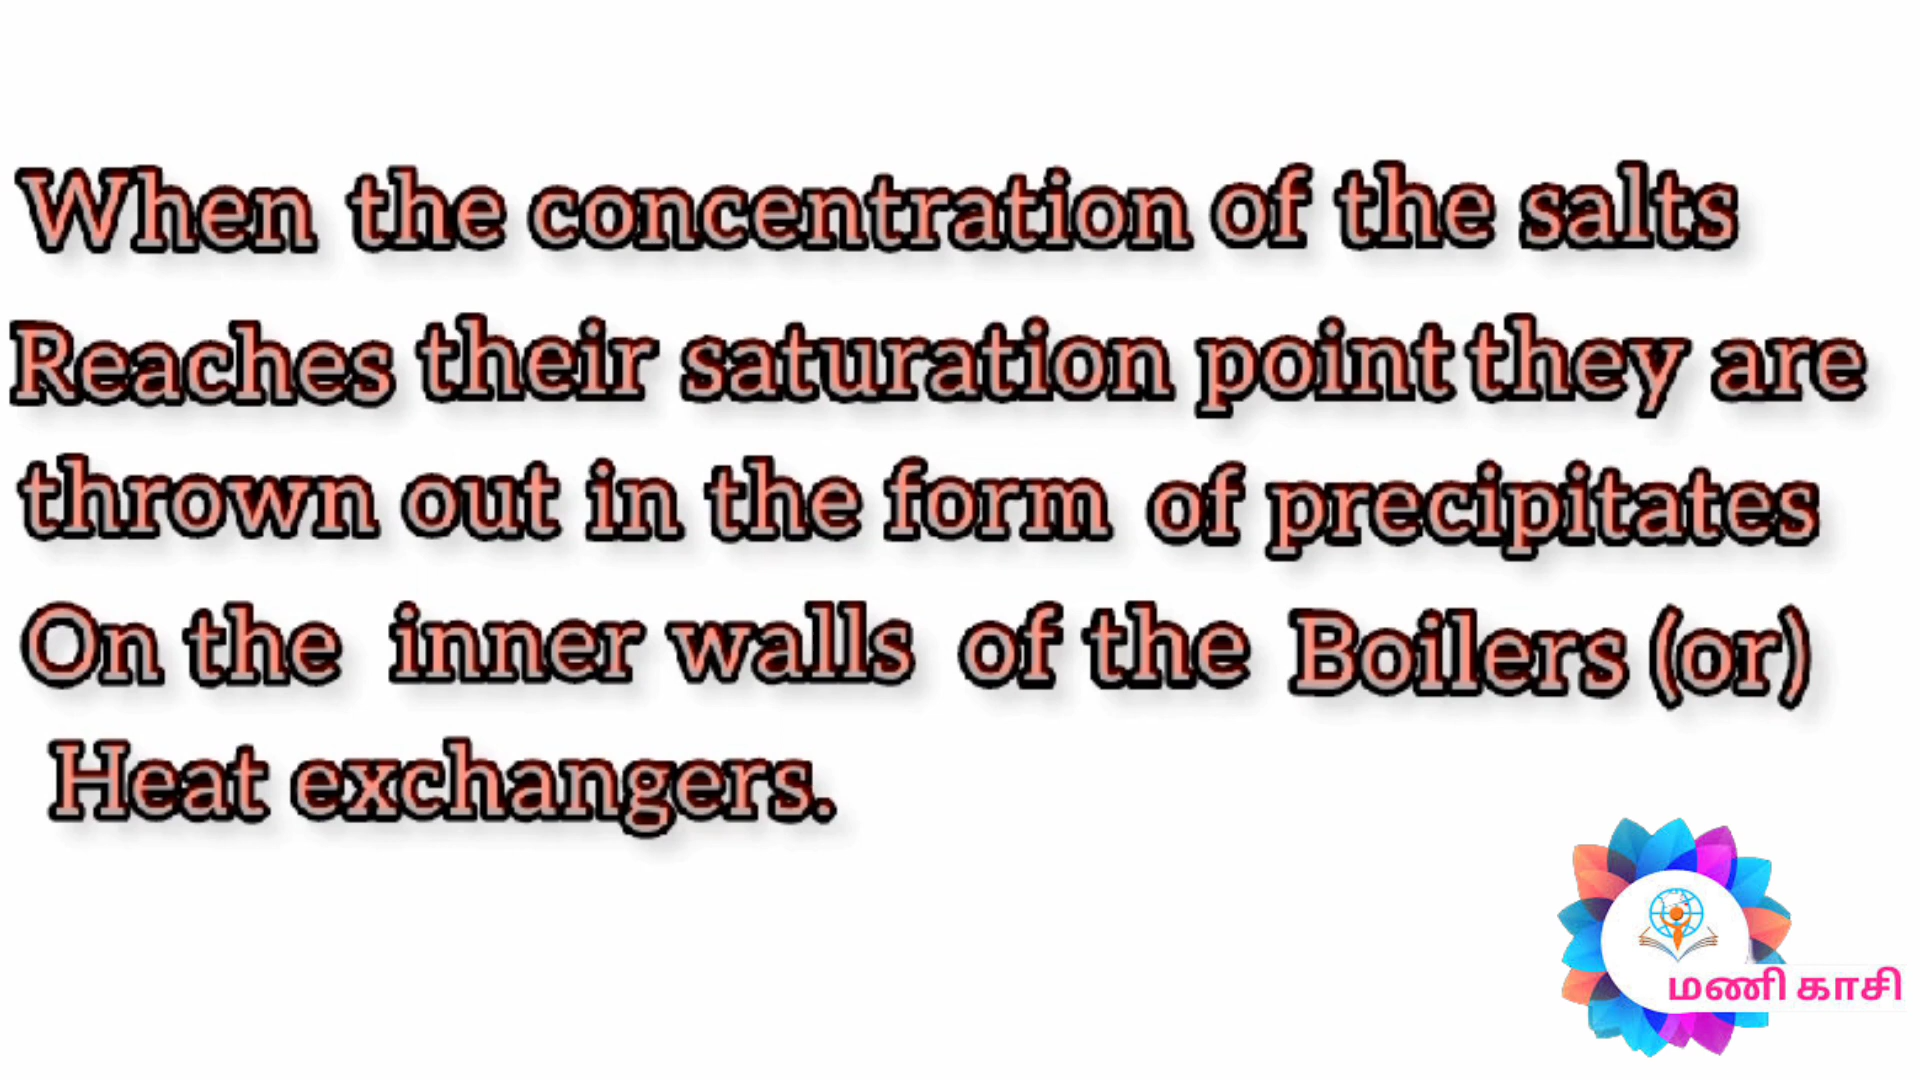 When the concentration of the salts
Reaches their saturation point they are
thrown out in the form of precipitates
On the inner walls of the Boilers (or)
Heat exchangers.
மணி காசி